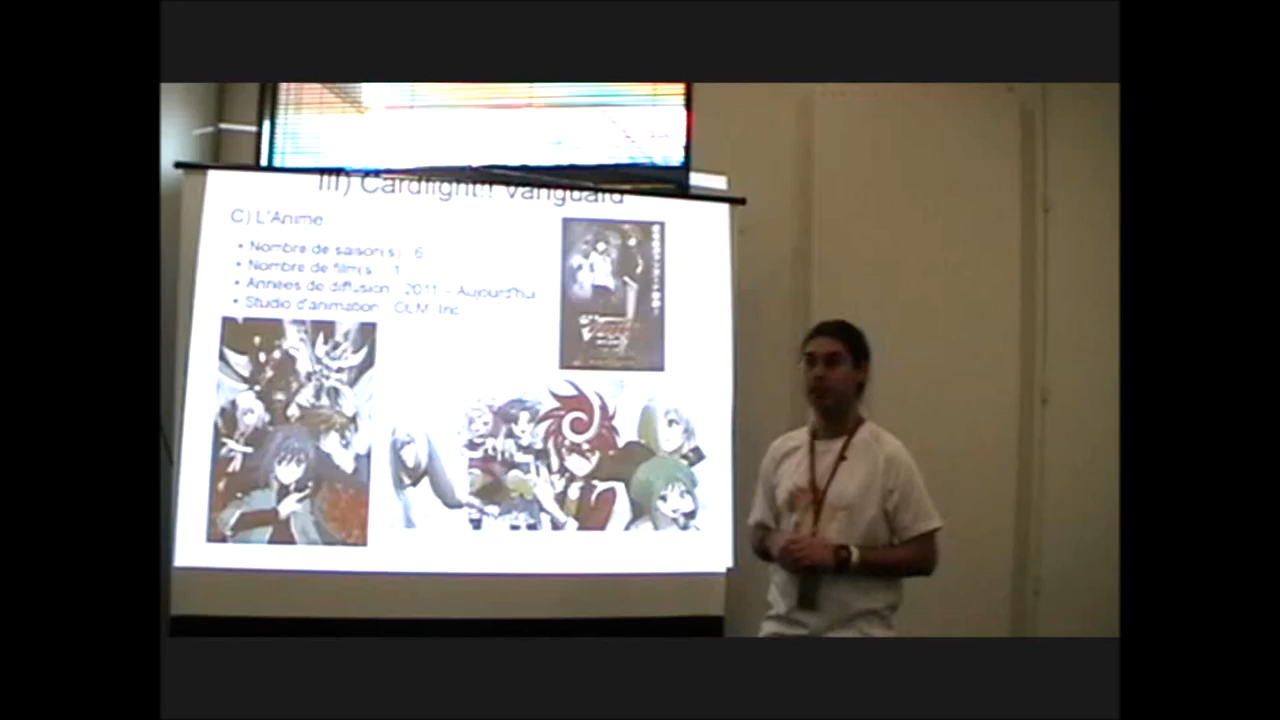 III) Cardfight!! Vanguard
C) L'Anime
• Nombre de saison(s) : 6
• Nombre de film(s) : 1
• Années de diffusion : 2011 - Aujourd'hui
• Studio d'animation : OLM, Inc